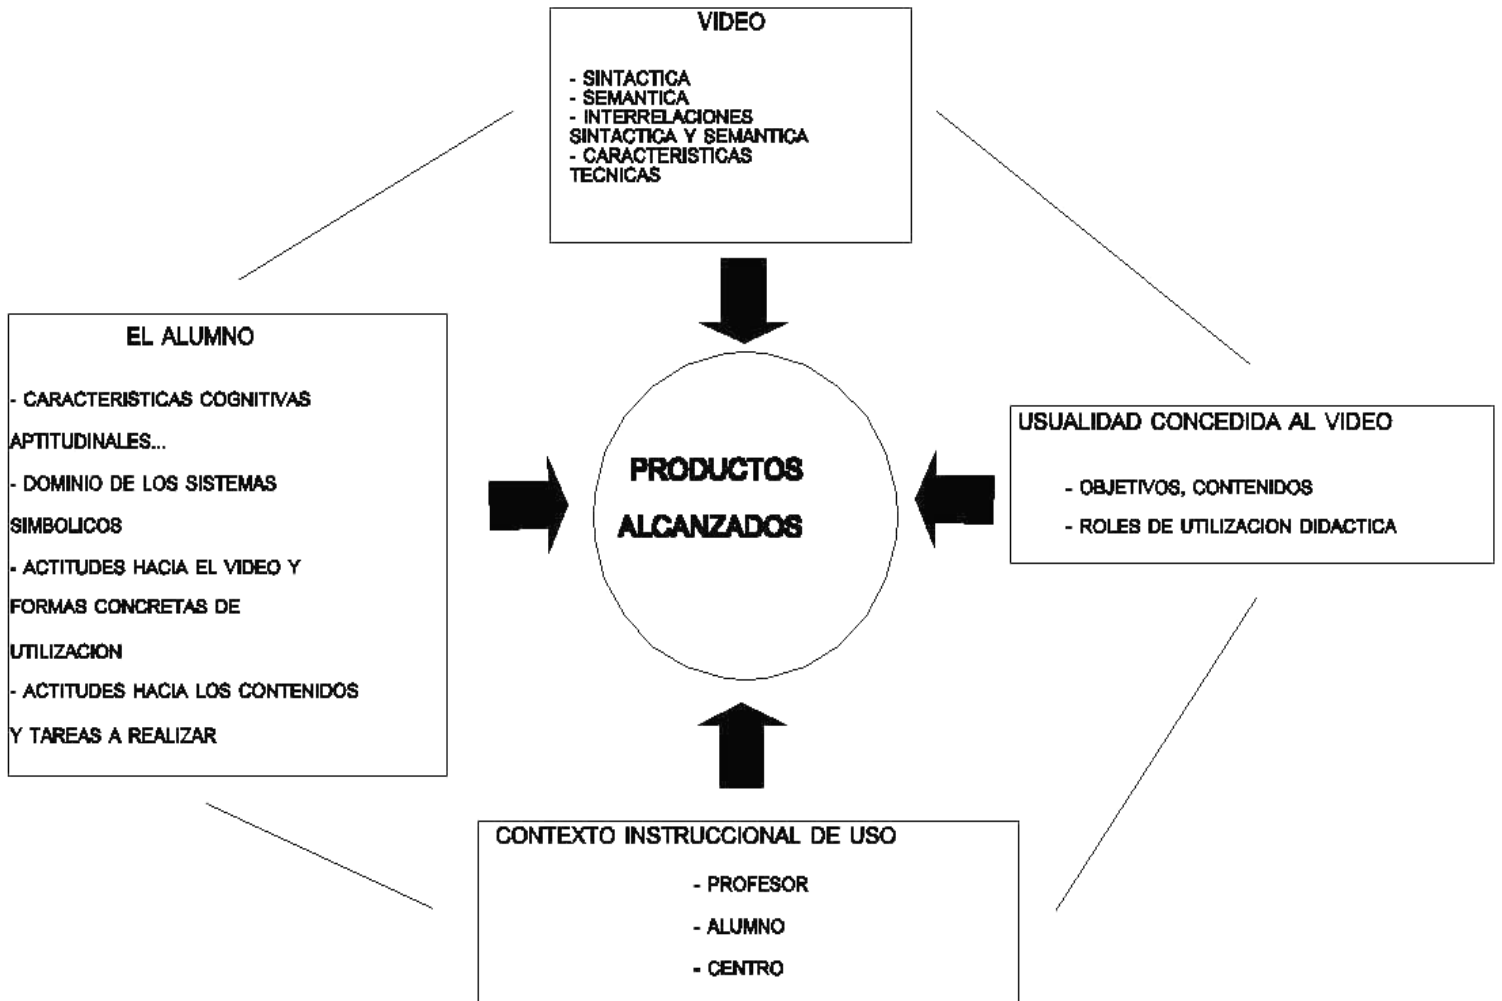 VIDEO
- SINTACTICA
- SEMANTICA
- INTERRELACIONES
SINTACTICA Y SEMANTICA
- CARACTERISTICAS
TECNICAS
EL ALUMNO
- CARACTERISTICAS COGNITIVAS
APTITUDINALES...
- DOMINIO DE LOS SISTEMAS
SIMBOLICOS
- ACTITUDES HACIA EL VIDEO Y
FORMAS CONCRETAS DE
UTILIZACION
- ACTITUDES HACIA LOS CONTENIDOS
Y TAREAS A REALIZAR
PRODUCTOS
ALCANZADOS
USUALIDAD CONCEDIDA AL VIDEO
- OBJETIVOS, CONTENIDOS
- ROLES DE UTILIZACION DIDACTICA
CONTEXTO INSTRUCCIONAL DE USO
- PROFESOR
- ALUMNO
- CENTRO